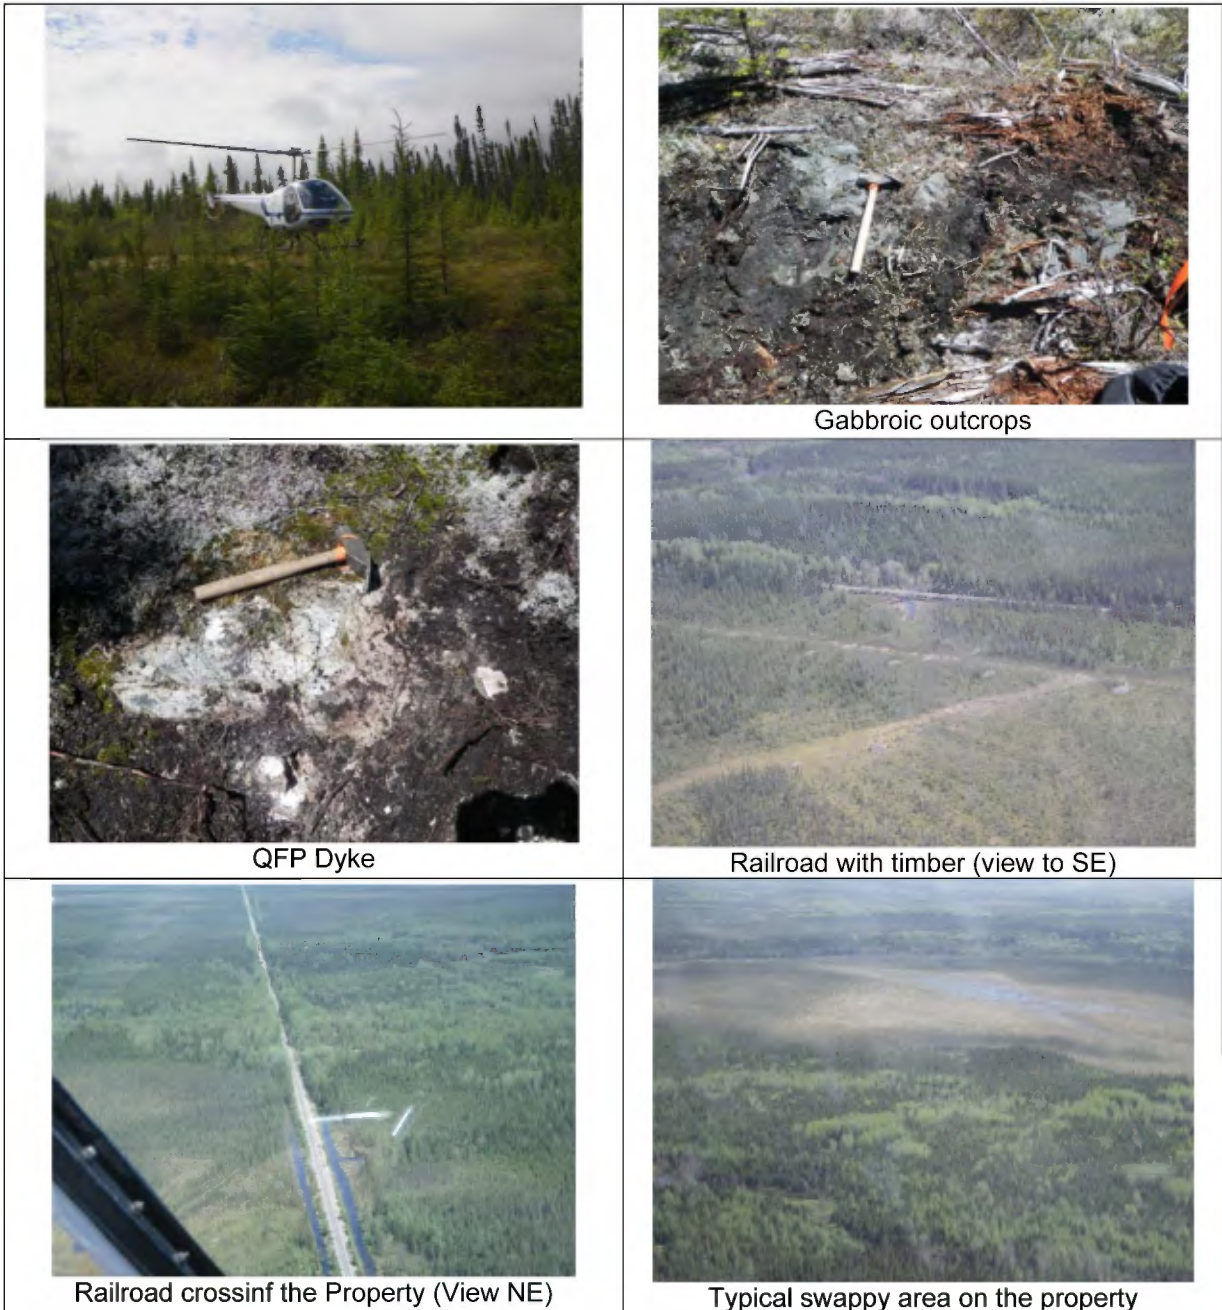 Gabbroic outcrops
QFP Dyke
Railroad with timber (view to SE)
Railroad crossinf the Property (View NE)
Typical swappy area on the property